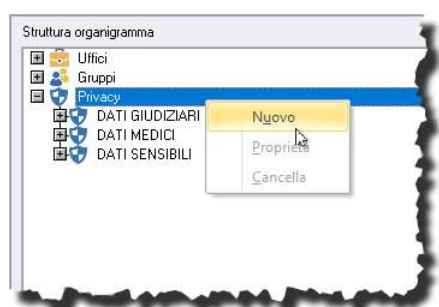 Struttura organigramma
Uffici
Gruppi
Privacy
DATI GIUDIZIARI
DATI MEDICI
DATI SENSIBILI
Nuovo
Proprietà
Cancella